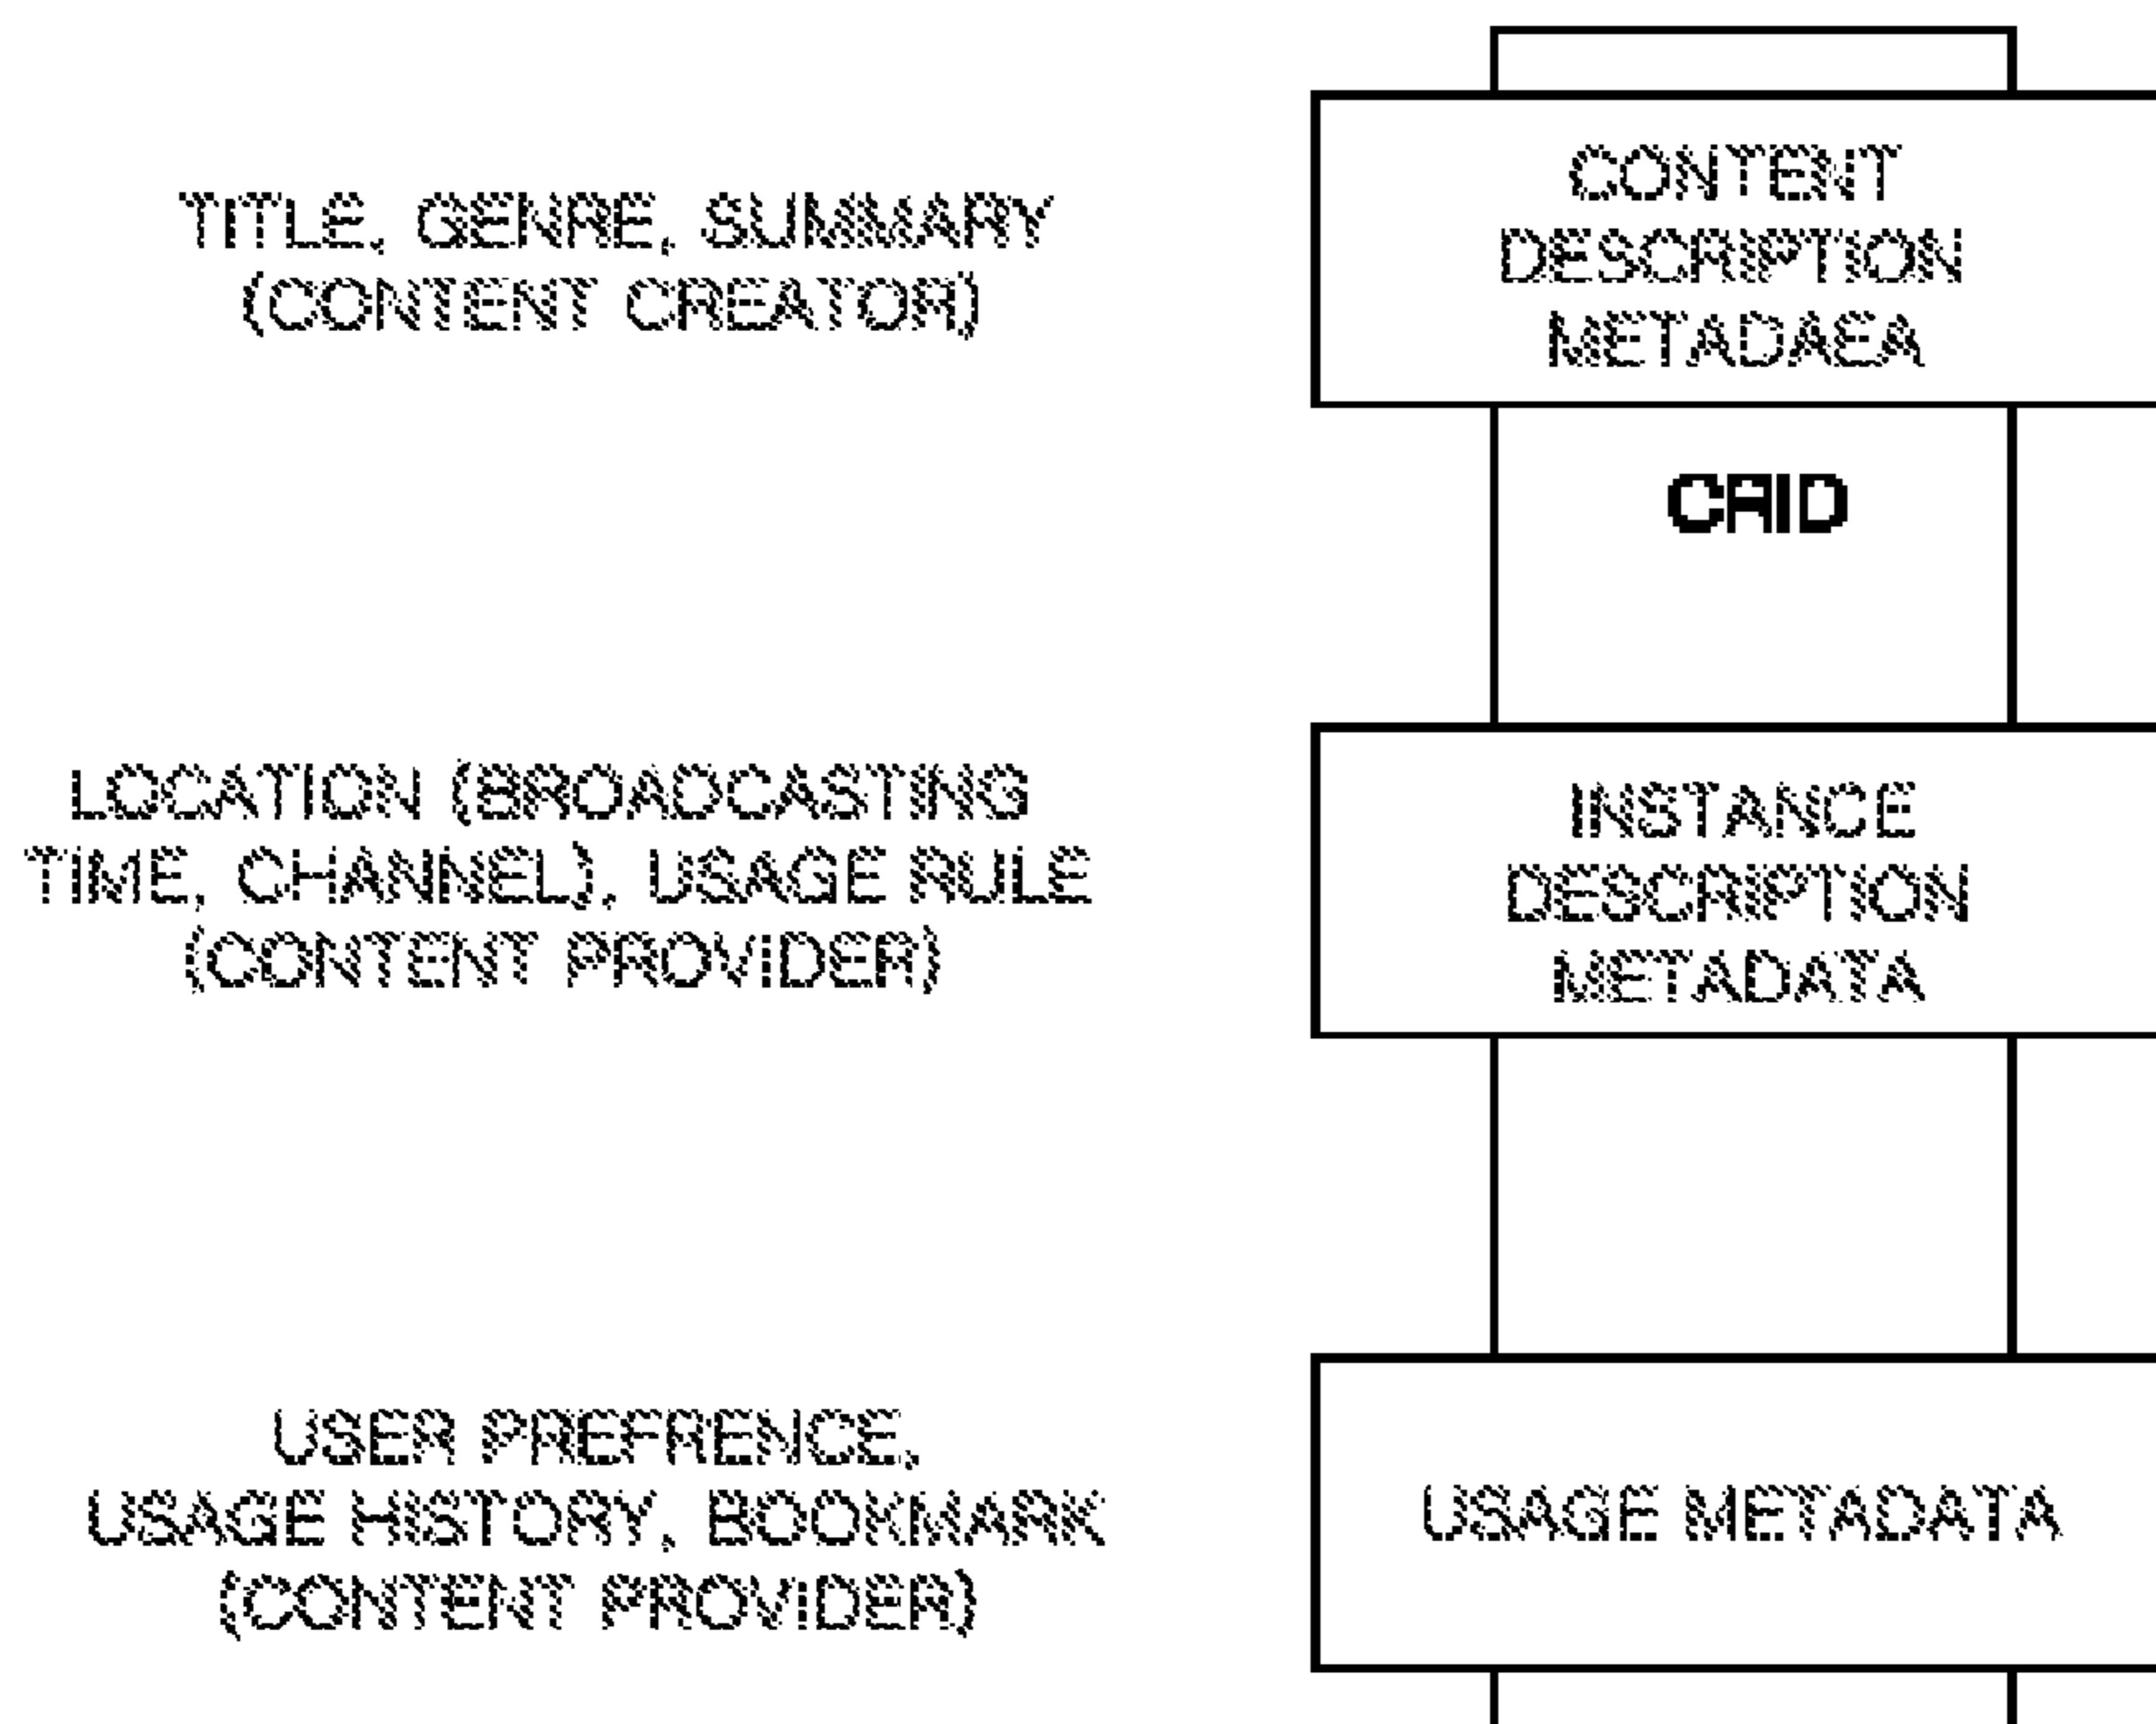 TITLE, GENRE, SUMMARY
(CONTENT CREATOR)
CONTENT
DESCRIPTION
METADAEA
CRID
LOCATION (BROADCASTING
TIME, CHANNEL), USAGE RULE
(CONTENT PROVIDER)
INSTANCE
DESCRIPTION
METADATA
USER PREFRENCE,
USAGE HISTORY, BOOKMARK
(CONTENT PROVIDER)
USAGE METADATA